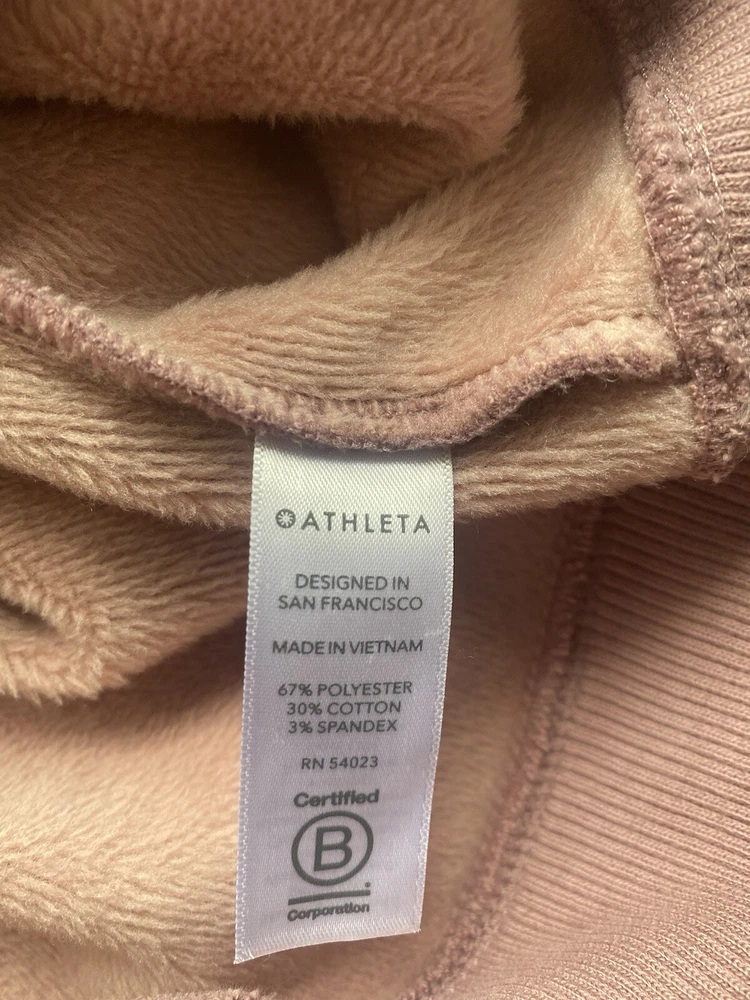 ATHLETA
DESIGNED IN
SAN FRANCISCO
MADE IN VIETNAM
67% POLYESTER
30% COTTON
3% SPANDEX
RN 54023
Certified
B
Corporation